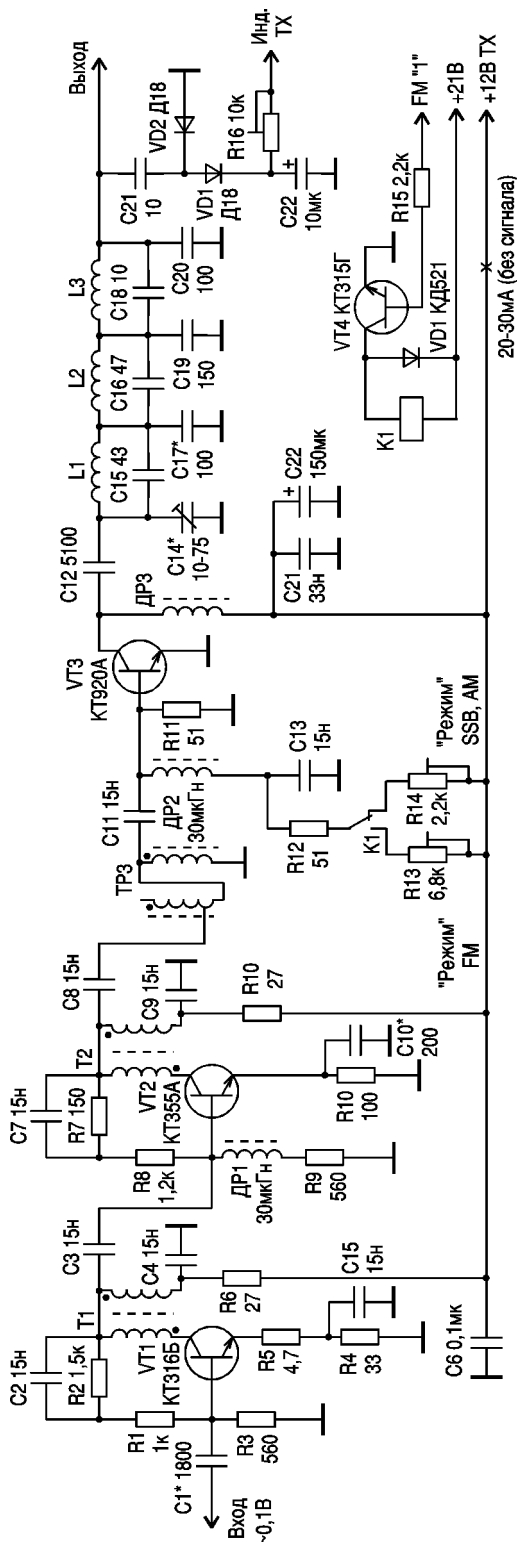 C2 15н
R2 1,5к
T1
R1
1к
C1* 1800
Вход
~0,1В
R3
560
VT1
КТ316Б
R5
4,7
R4
33
C15
15н
C4 15н
R6
27
C6 0,1мк
C3 15н
C7 15н
R7 150
T2
R8
1,2к
VT2
КТ355А
ДР1
30мкГн
R9
560
C9 15н
R10
27
C10*
200
R10
100
C8 15н
ТР3
C11 15н
ДР2
30мкГн
R11
51
VT3
КТ920А
C13
15н
R12
51
K1
R13
6,8к
R14
2,2к
"Режим"
FM
"Режим"
SSB, AM
C12 5100
ДР3
C21
33н
C22
150мк
L1
C15 43
C14*
10-75
C17*
100
L2
C16 47
C19
150
L3
C18 10
C20
100
Выход
C21
10
VD2 Д18
VD1
Д18
R16 10к
C22
10мк
Инд.
TX
VT4 КТ315Г
R15 2,2к
VD1 КД521
K1
FM "1"
+21В
+12В TX
20-30мА (без сигнала)